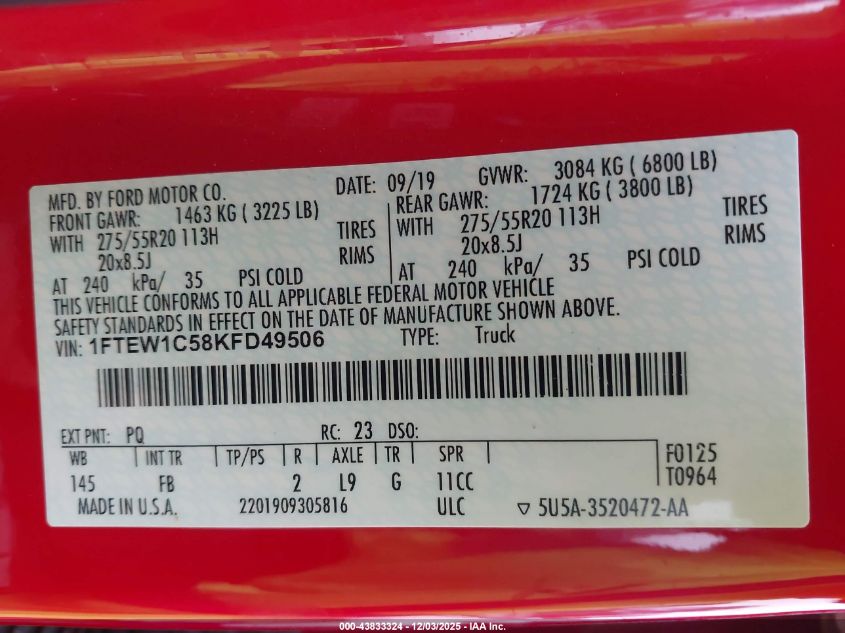 MFD. BY FORD MOTOR CO. DATE: 09/19 GVWR: 3084 KG ( 6800 LB)
FRONT GAWR: 1463 KG ( 3225 LB) REAR GAWR: 1724 KG ( 3800 LB)
WITH 275/55R20 113H TIRES WITH 275/55R20 113H TIRES
20x8.5J RIMS 20x8.5J RIMS
AT 240 kPa/ 35 PSI COLD AT 240 kPa/ 35 PSI COLD
THIS VEHICLE CONFORMS TO ALL APPLICABLE FEDERAL MOTOR VEHICLE
SAFETY STANDARDS IN EFFECT ON THE DATE OF MANUFACTURE SHOWN ABOVE.
VIN: 1FTEW1C58KFD49506 TYPE: Truck
EXT PNT: PQ RC: 23 DSO:
WB INT TR TP/PS R AXLE TR SPR F0125
145 FB 2 L9 G 11CC T0964
MADE IN U.S.A. 2201909305816 ULC ▽ 5U5A-3520472-AA
000-43833324 - 12/03/2025 - IAA Inc.